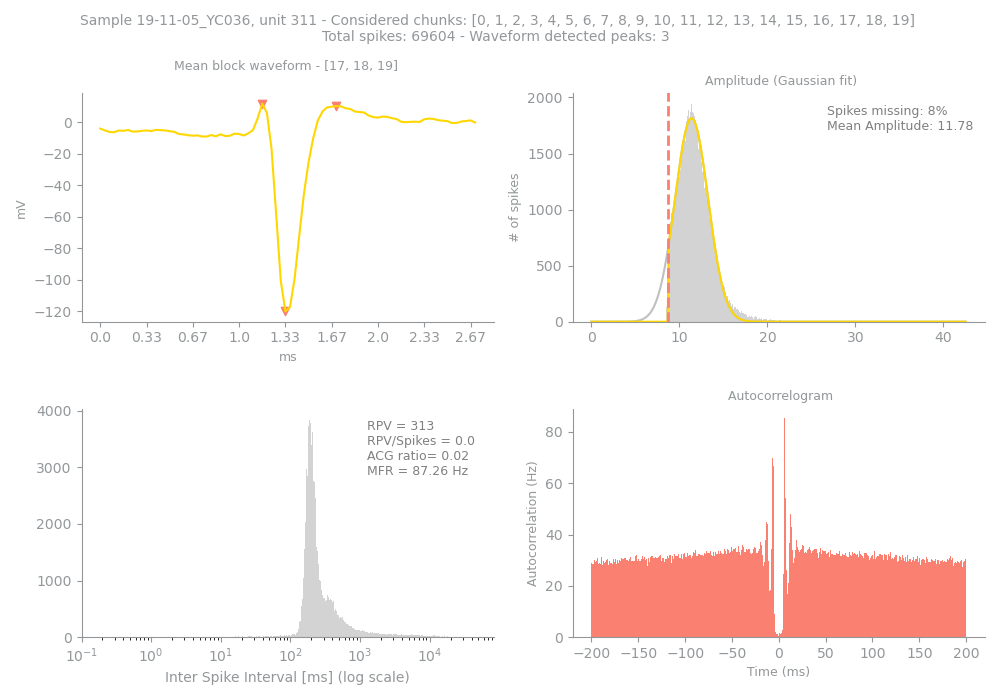 Sample 19-11-05_YC036, unit 311 - Considered chunks: [0, 1, 2, 3, 4, 5, 6, 7, 8, 9, 10, 11, 12, 13, 14, 15, 16, 17, 18, 19]
Total spikes: 69604 - Waveform detected peaks: 3
Mean block waveform - [17, 18, 19]
mV
0
−20
−40
−60
−80
−100
−120
0.0 0.33 0.67 1.0 1.33 1.67 2.0 2.33 2.67
ms
Amplitude (Gaussian fit)
Spikes missing: 8%
Mean Amplitude: 11.78
# of spikes
2000
1500
1000
500
0
0 10 20 30 40
4000
3000
2000
1000
0
RPV = 313
RPV/Spikes = 0.0
ACG ratio= 0.02
MFR = 87.26 Hz
10⁻¹ 10⁰ 10¹ 10² 10³ 10⁴
Inter Spike Interval [ms] (log scale)
Autocorrelogram
Autocorrelation (Hz)
80
60
40
20
0
−200 −150 −100 −50 0 50 100 150 200
Time (ms)